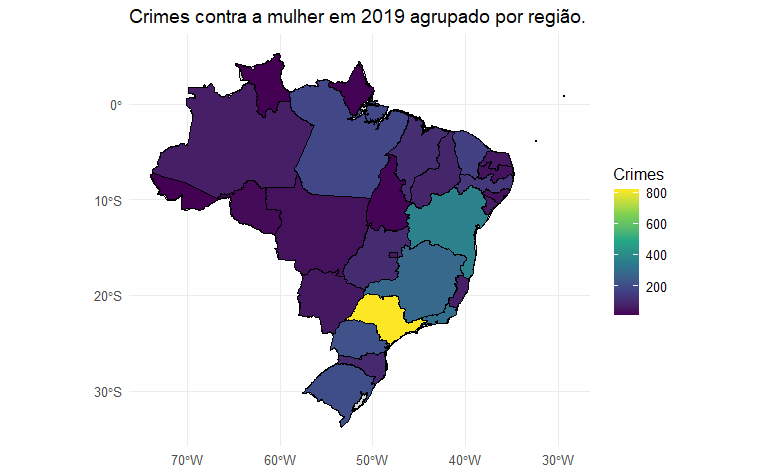 Crimes contra a mulher em 2019 agrupado por região.
0°
10°S
20°S
30°S
70°W
60°W
50°W
40°W
30°W
Crimes
800
600
400
200